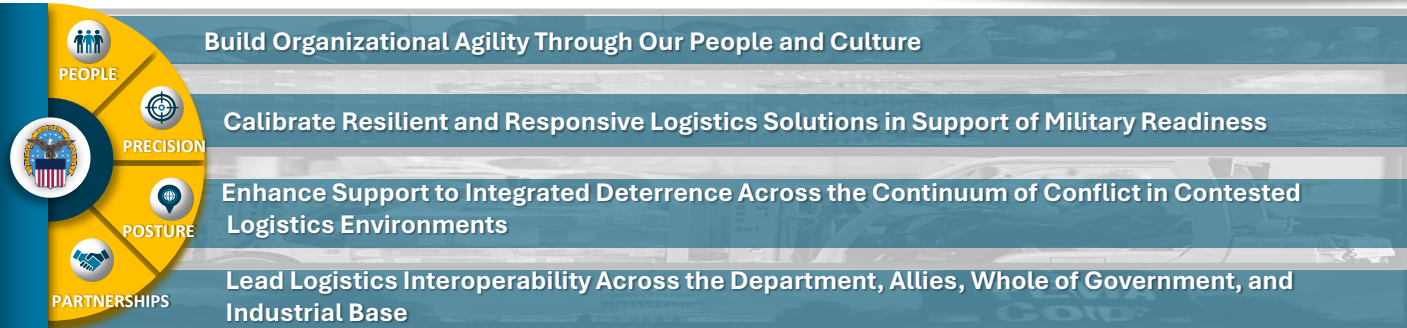 PEOPLE
Build Organizational Agility Through Our People and Culture
PRECISION
Calibrate Resilient and Responsive Logistics Solutions in Support of Military Readiness
POSTURE
Enhance Support to Integrated Deterrence Across the Continuum of Conflict in Contested
Logistics Environments
PARTNERSHIPS
Lead Logistics Interoperability Across the Department, Allies, Whole of Government, and
Industrial Base